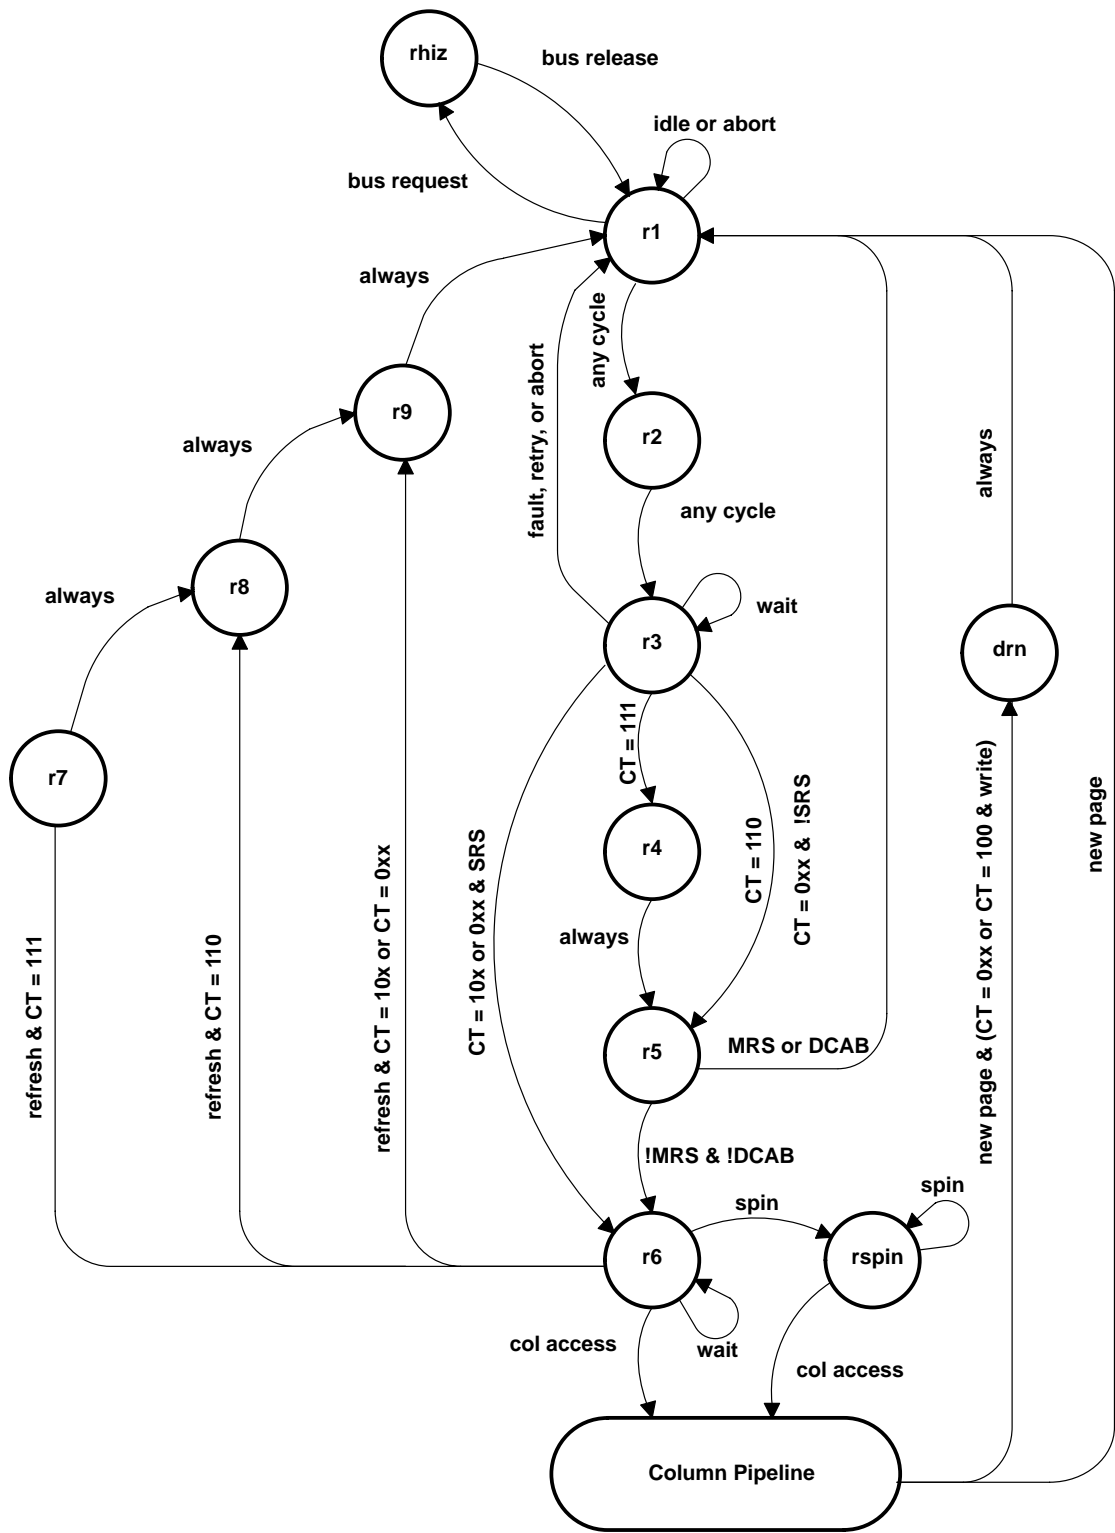 rhiz
bus release
idle or abort
bus request
r1
always
any cycle
fault, retry, or abort
r9
r2
always
always
any cycle
r8
always
wait
r3
drn
CT = 111
r7
CT = 110
CT = 0xx & !SRS
new page & (CT = 0xx or CT = 100 & write)
new page
CT = 10x or 0xx & SRS
r4
refresh & CT = 111
refresh & CT = 110
refresh & CT = 10x or CT = 0xx
always
r5
MRS or DCAB
!MRS & !DCAB
spin
spin
r6
rspin
wait
col access
col access
Column Pipeline